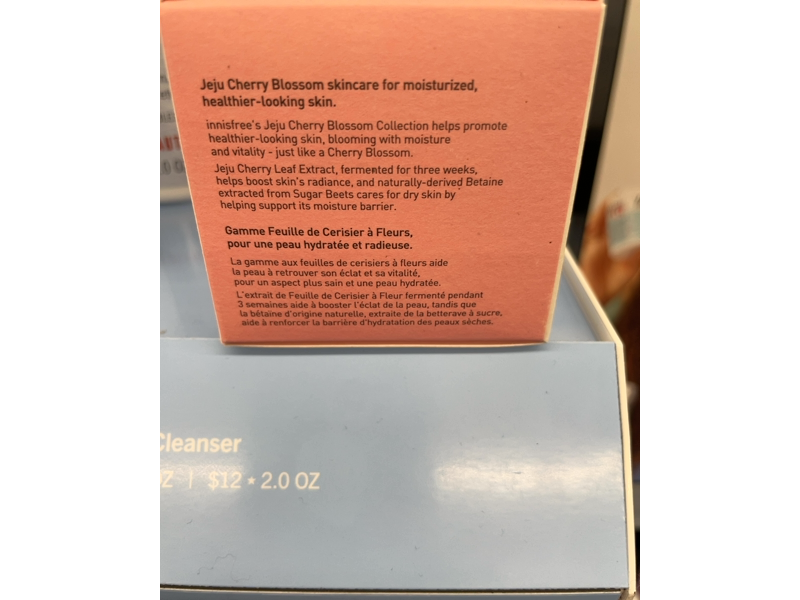 Jeju Cherry Blossom skincare for moisturized,
healthier-looking skin.
innisfree's Jeju Cherry Blossom Collection helps promote
healthier-looking skin, blooming with moisture
and vitality - just like a Cherry Blossom.
Jeju Cherry Leaf Extract, fermented for three weeks,
helps boost skin's radiance, and naturally-derived Betaine
extracted from Sugar Beets cares for dry skin by
helping support its moisture barrier.
Gamme Feuille de Cerisier à Fleurs,
pour une peau hydratée et radieuse.
La gamme aux feuilles de cerisiers à fleurs aide
la peau à retrouver son éclat et sa vitalité,
pour un aspect plus sain et une peau hydratée.
L'extrait de Feuille de Cerisier à Fleur fermenté pendant
3 semaines aide à booster l'éclat de la peau, tandis que
la bétaïne d'origine naturelle, extraite de la betterave à sucre,
aide à renforcer la barrière d'hydratation des peaux sèches.
Cleanser
Z | $12 ★ 2.0 OZ